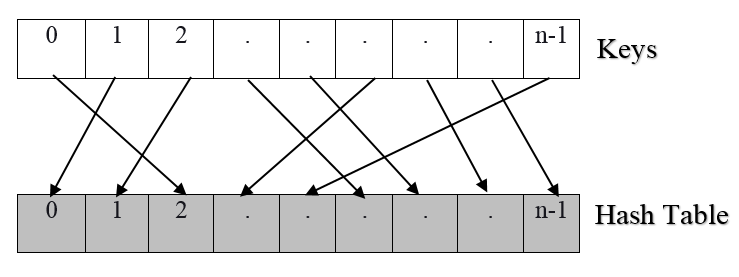 0 1 2 . . . . . n-1 Keys
0 1 2 . . . . . n-1 Hash Table